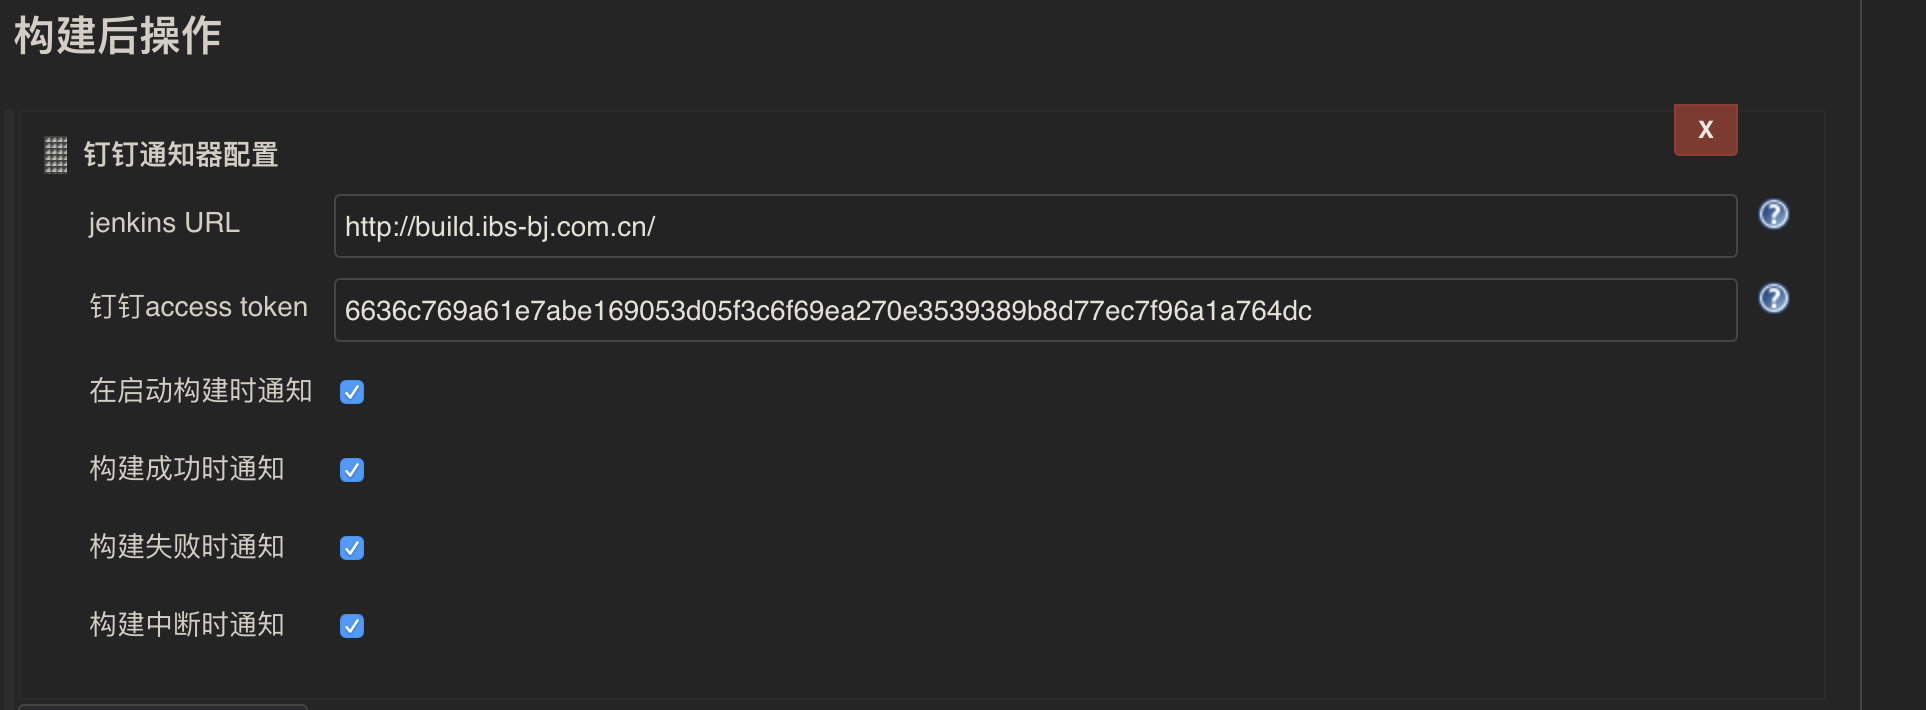 构建后操作
X
钉钉通知器配置
jenkins URL
http://build.ibs-bj.com.cn/
钉钉access token
6636c769a61e7abe169053d05f3c6f69ea270e3539389b8d77ec7f96a1a764dc
在启动构建时通知
构建成功时通知
构建失败时通知
构建中断时通知